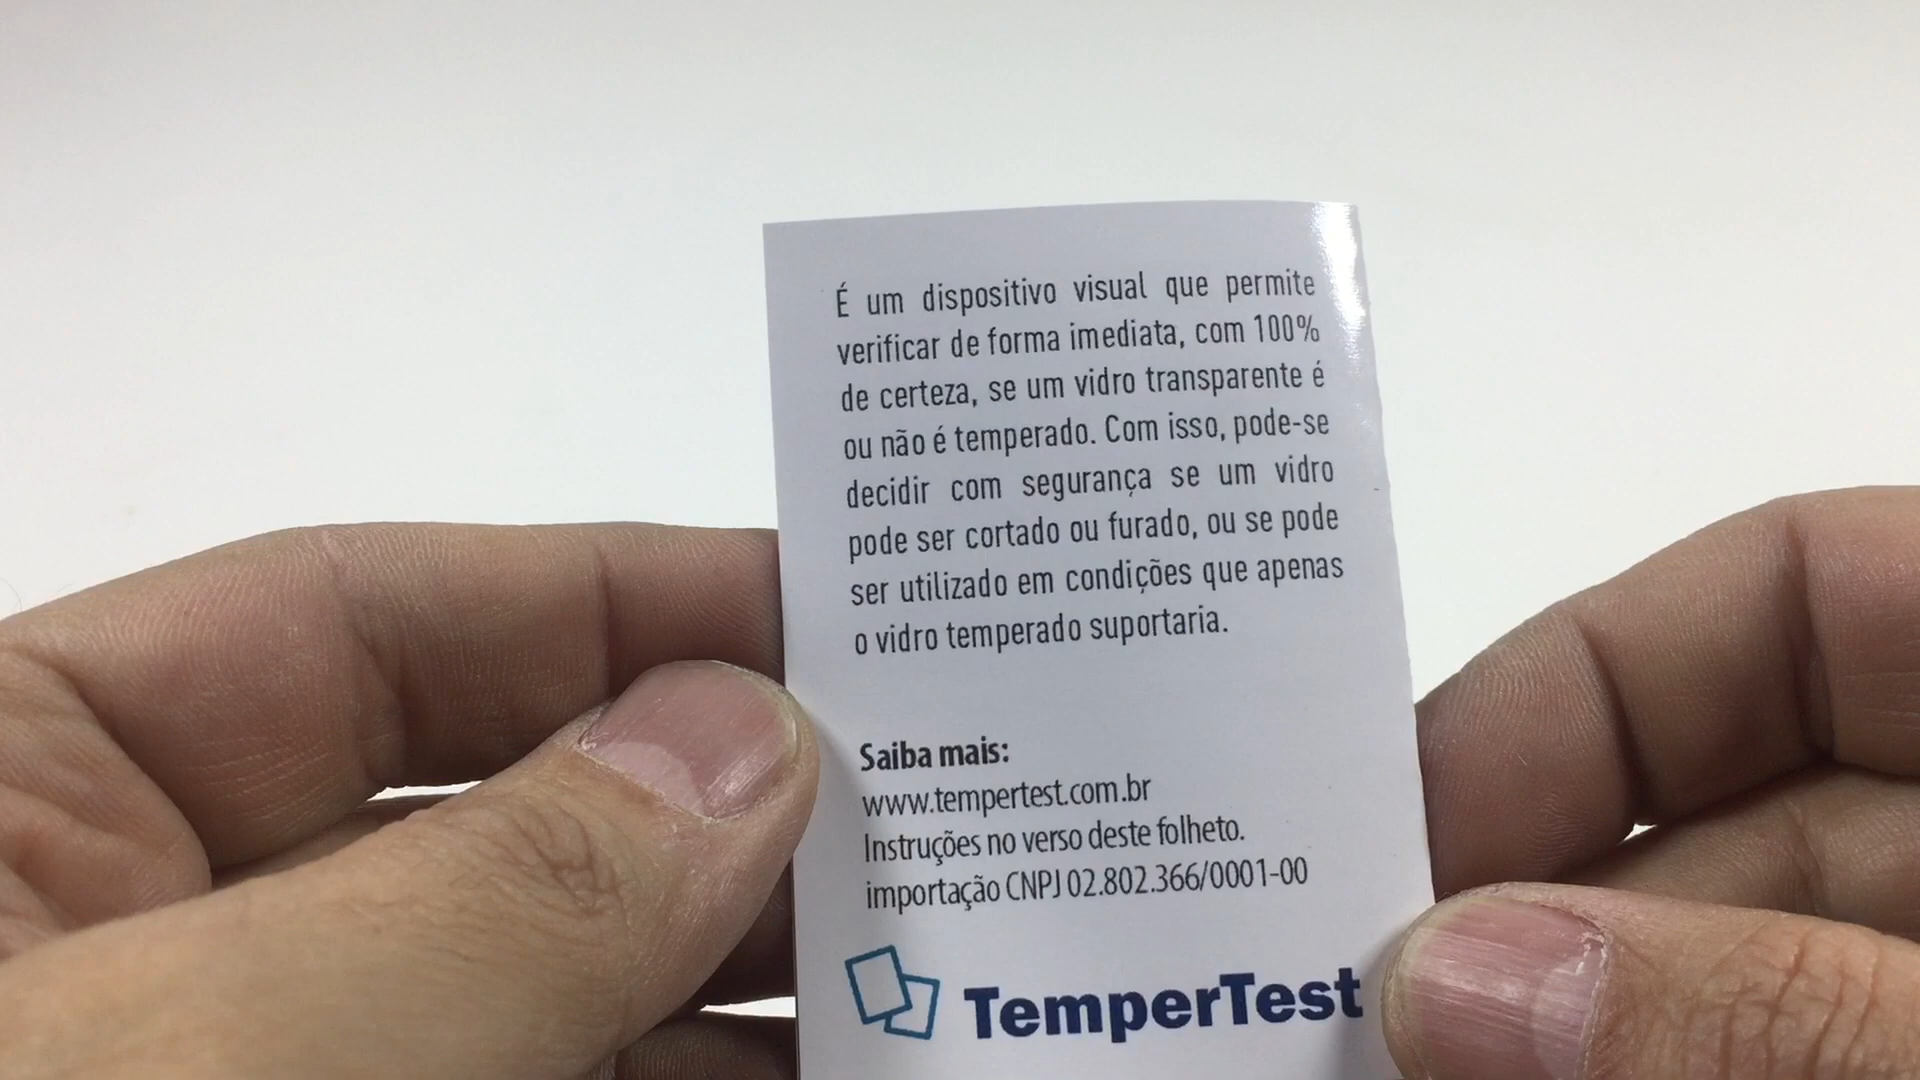 É um dispositivo visual que permite
verificar de forma imediata, com 100%
de certeza, se um vidro transparente é
ou não é temperado. Com isso, pode-se
decidir com segurança se um vidro
pode ser cortado ou furado, ou se pode
ser utilizado em condições que apenas
o vidro temperado suportaria.
Saiba mais:
www.tempertest.com.br
Instruções no verso deste folheto.
importação CNPJ 02.802.366/0001-00
TemperTest